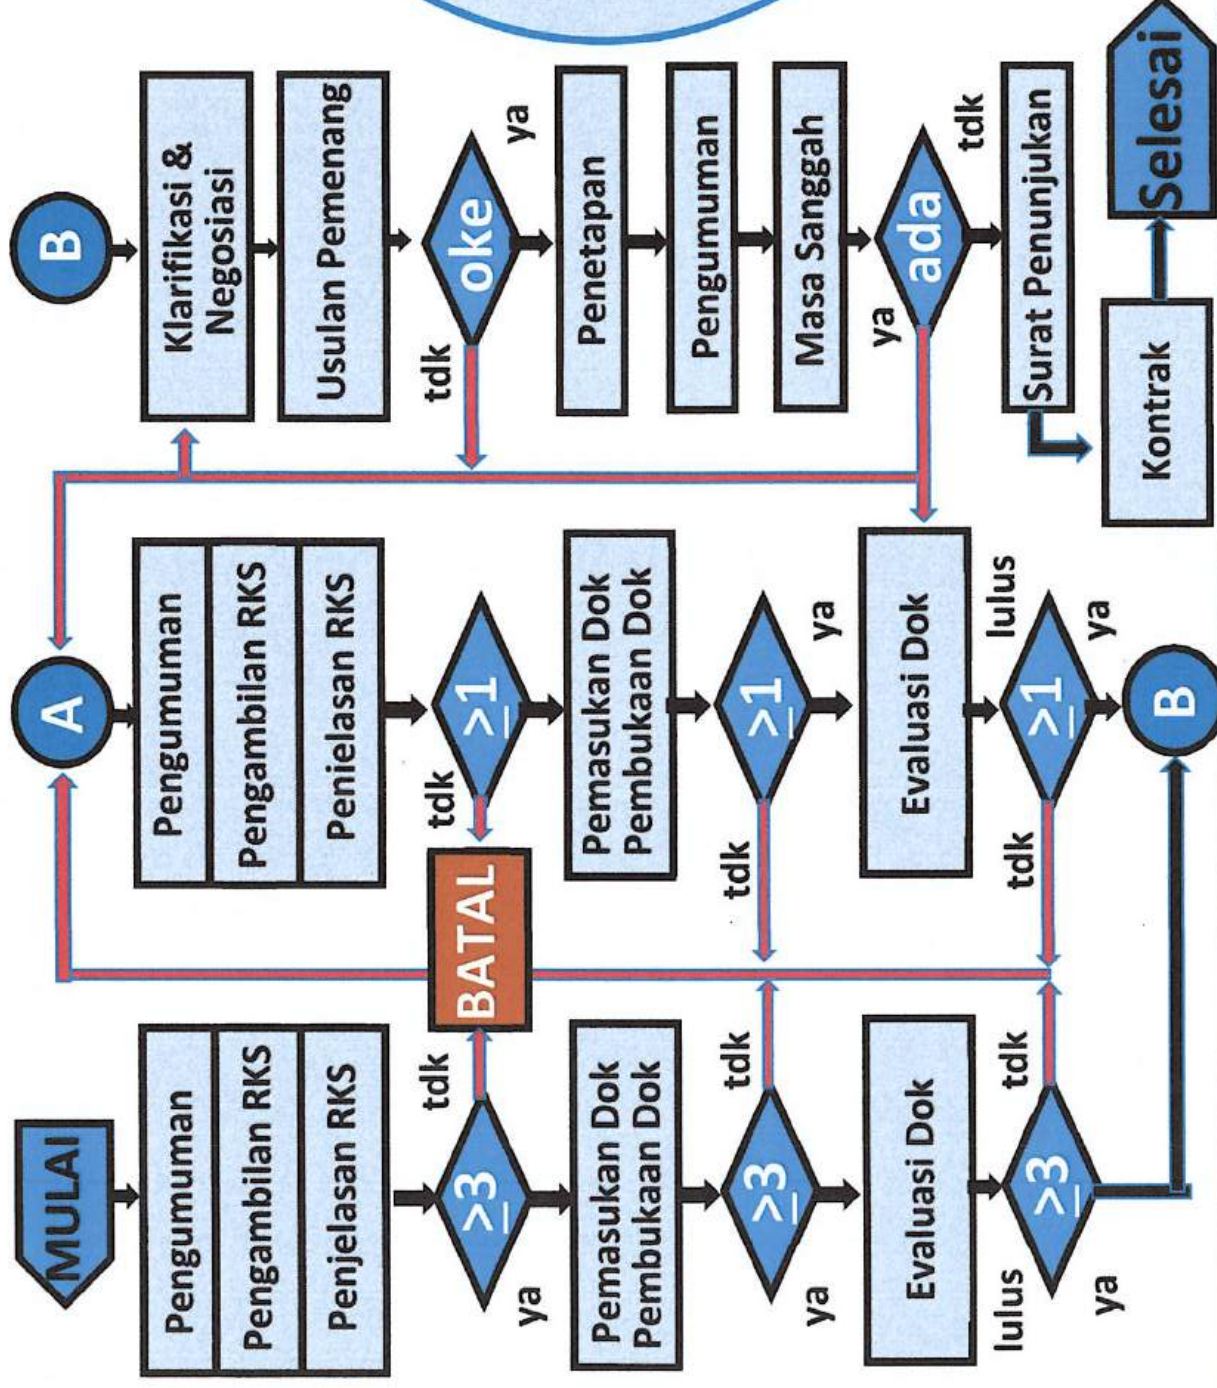 MULAI
Pengumuman
Pengambilan RKS
Penjelasan RKS
tdk
≥3
ya
Pemasukan Dok
Pembukaan Dok
tdk
≥3
ya
Evaluasi Dok
lulus
tdk
≥3
ya
BATAL
A
Pengumuman
Pengambilan RKS
Penielasan RKS
tdk
≥1
Pemasukan Dok
Pembukaan Dok
tdk
≥1
ya
Evaluasi Dok
lulus
tdk
≥1
ya
B
B
Klarifikasi &
Negosiasi
Usulan Pemenang
tdk
oke
ya
Penetapan
Pengumuman
Masa Sanggah
ya
ada
tdk
Surat Penunjukan
Kontrak
Selesai